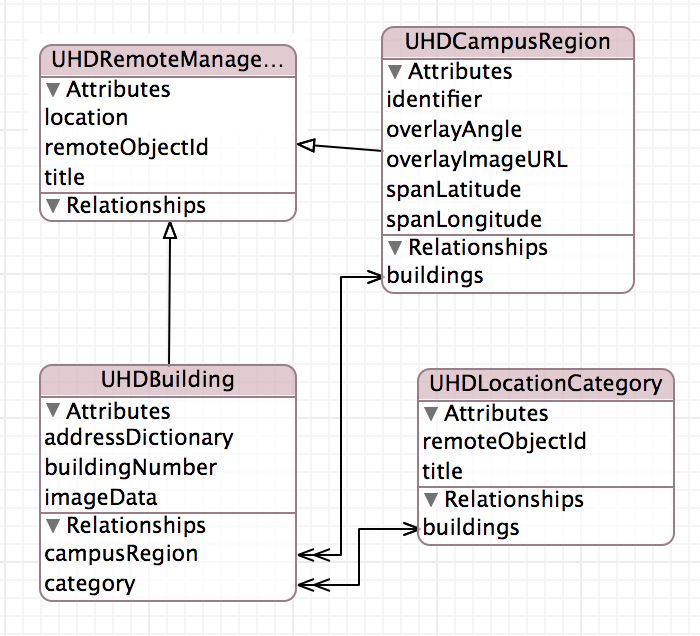 UHDRemoteManage...
Attributes
location
remoteObjectId
title
Relationships
UHDCampusRegion
Attributes
identifier
overlayAngle
overlayImageURL
spanLatitude
spanLongitude
Relationships
buildings
UHDBuilding
Attributes
addressDictionary
buildingNumber
imageData
Relationships
campusRegion
category
UHDLocationCategory
Attributes
remoteObjectId
title
Relationships
buildings